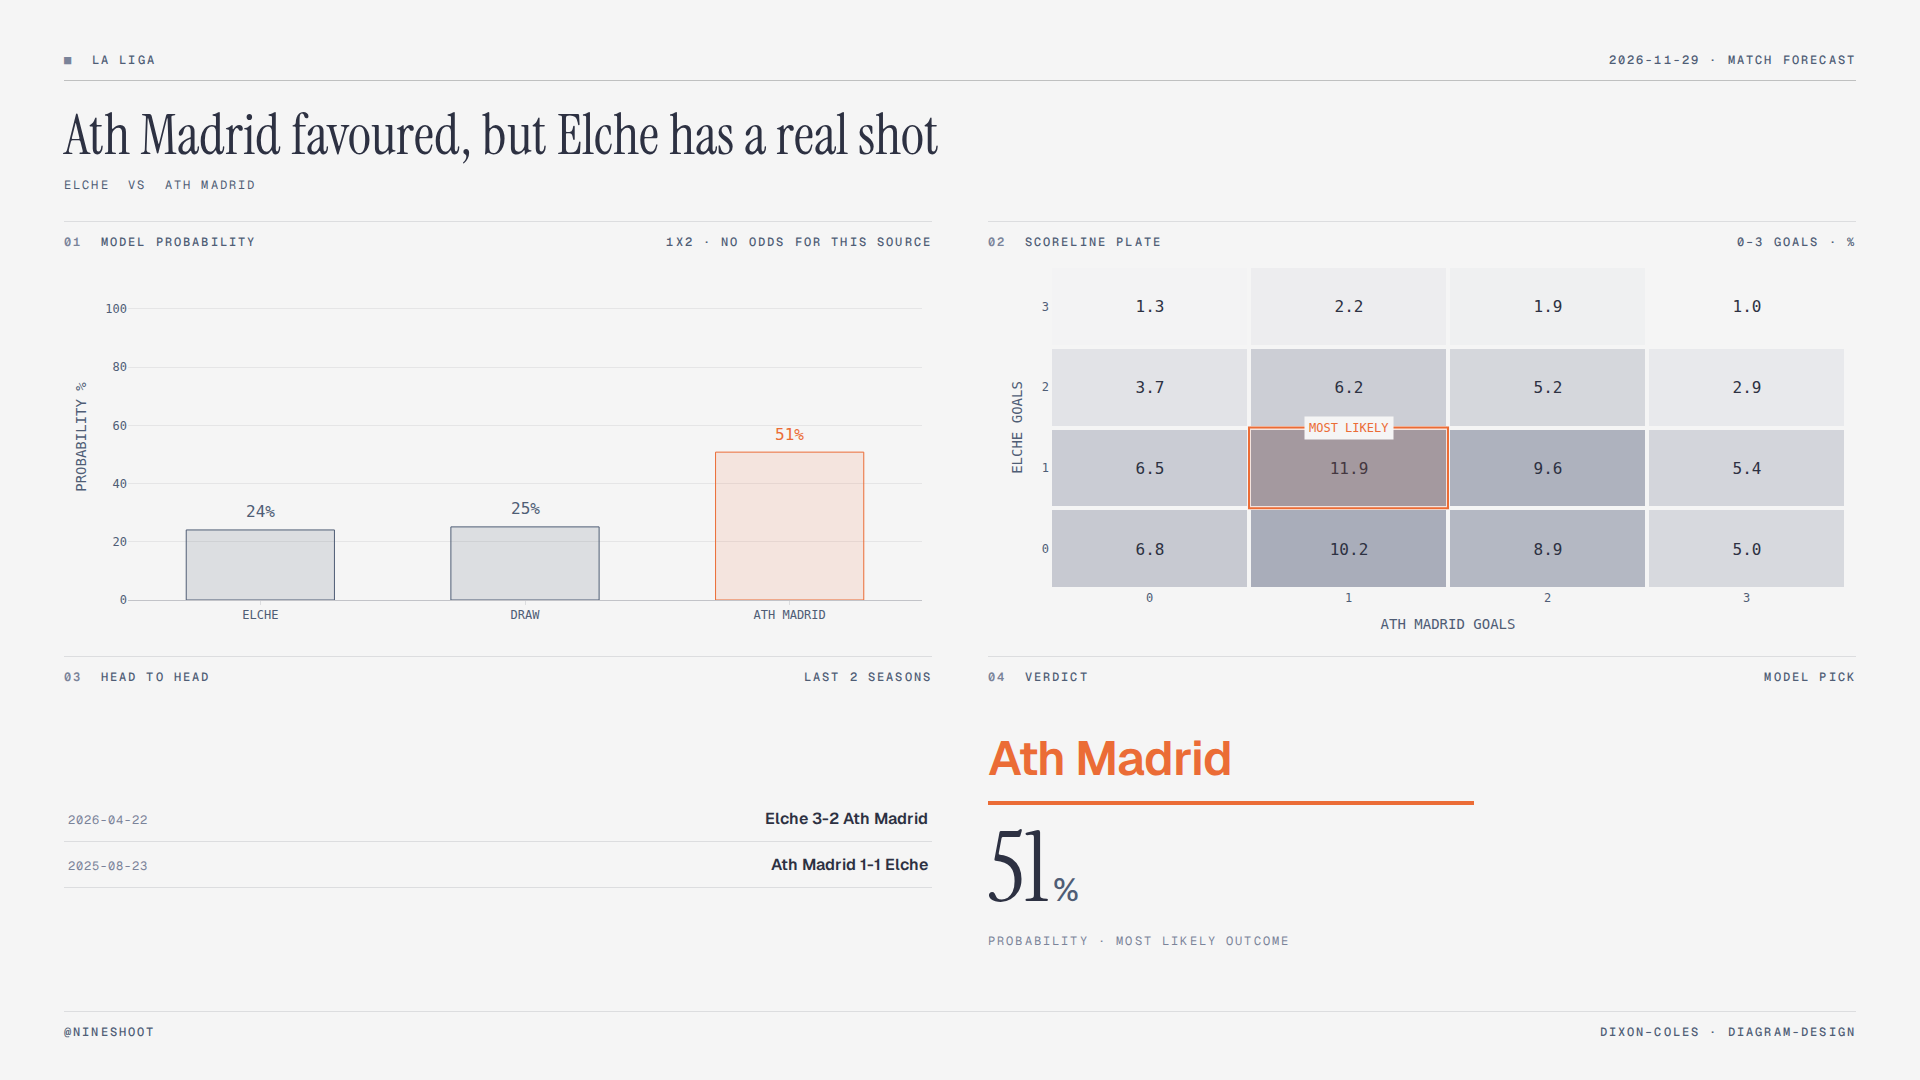 ■ LA LIGA
2026-11-29 · MATCH FORECAST
Ath Madrid favoured, but Elche has a real shot
ELCHE VS ATH MADRID
01 MODEL PROBABILITY
1X2 · NO ODDS FOR THIS SOURCE
PROBABILITY %
100
80
60
40
20
0
24%
25%
51%
ELCHE
DRAW
ATH MADRID
02 SCORELINE PLATE
0–3 GOALS · %
ELCHE GOALS
3 1.3 2.2 1.9 1.0
2 3.7 6.2 5.2 2.9
MOST LIKELY
1 6.5 11.9 9.6 5.4
0 6.8 10.2 8.9 5.0
0 1 2 3
ATH MADRID GOALS
03 HEAD TO HEAD
LAST 2 SEASONS
2026-04-22 Elche 3-2 Ath Madrid
2025-08-23 Ath Madrid 1-1 Elche
04 VERDICT
MODEL PICK
Ath Madrid
51%
PROBABILITY · MOST LIKELY OUTCOME
@NINESHOOT
DIXON-COLES · DIAGRAM-DESIGN